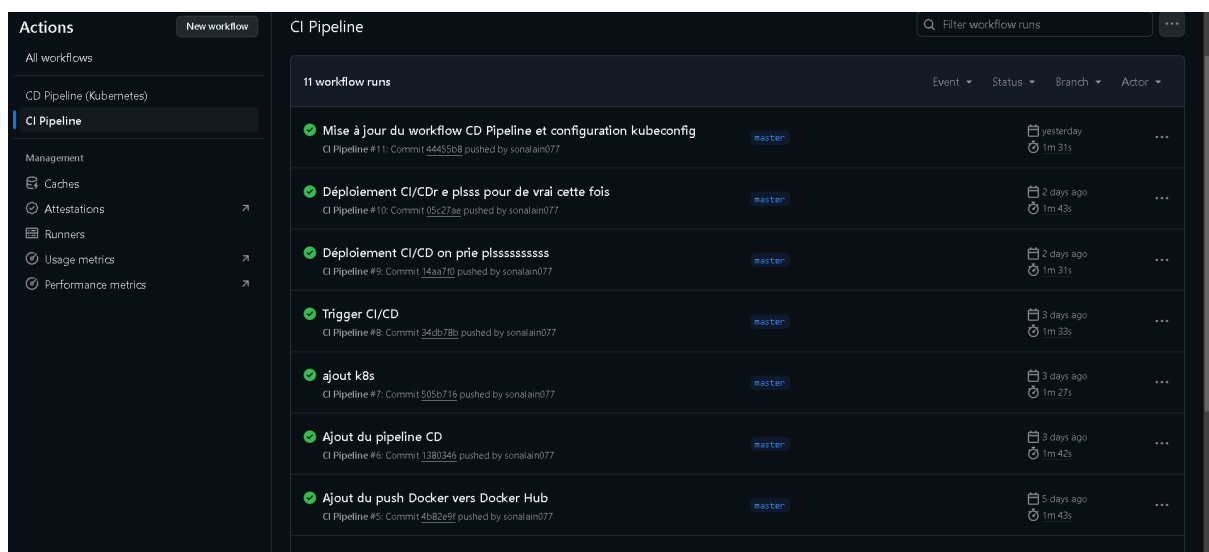 Actions
New workflow
All workflows
CD Pipeline (Kubernetes)
CI Pipeline
Management
Caches
Attestations
Runners
Usage metrics
Performance metrics
CI Pipeline
Filter workflow runs
11 workflow runs
Event Status Branch Actor
Mise à jour du workflow CD Pipeline et configuration kubeconfig
CI Pipeline #11: Commit 44455b8 pushed by sonalain077
master
yesterday
1m 31s
Déploiement CI/CDr e plsss pour de vrai cette fois
CI Pipeline #10: Commit 05c27ae pushed by sonalain077
master
2 days ago
1m 43s
Déploiement CI/CD on prie plssssssssss
CI Pipeline #9: Commit 14aa7f0 pushed by sonalain077
master
2 days ago
1m 31s
Trigger CI/CD
CI Pipeline #8: Commit 34db78b pushed by sonalain077
master
3 days ago
1m 33s
ajout k8s
CI Pipeline #7: Commit 505b716 pushed by sonalain077
master
3 days ago
1m 27s
Ajout du pipeline CD
CI Pipeline #6: Commit 1380346 pushed by sonalain077
master
3 days ago
1m 42s
Ajout du push Docker vers Docker Hub
CI Pipeline #5: Commit 4b82e9f pushed by sonalain077
master
5 days ago
1m 43s